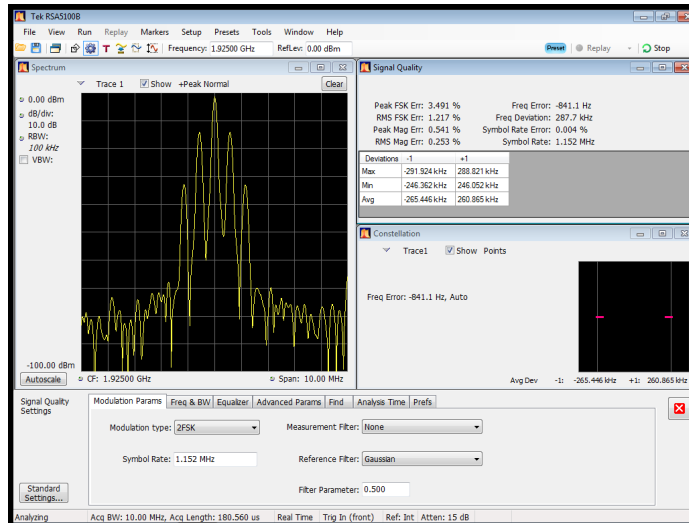 Tek RSA5100B
File View Run Replay Markers Setup Presets Tools Window Help
Frequency: 1.92500 GHz RefLev: 0.00 dBm Preset Replay Stop
Spectrum
Trace 1 Show +Peak Normal Clear
0.00 dBm
dB/div:
10.0 dB
RBW:
100 kHz
VBW:
-100.00 dBm
Autoscale CF: 1.92500 GHz Span: 10.00 MHz
Signal Quality
Peak FSK Err: 3.491 % Freq Error: -841.1 Hz
RMS FSK Err: 1.217 % Freq Deviation: 287.7 kHz
Peak Mag Err: 0.541 % Symbol Rate Error: 0.004 %
RMS Mag Err: 0.253 % Symbol Rate: 1.152 MHz
Deviations -1 +1
Max -291.924 kHz 288.821 kHz
Min -246.362 kHz 246.052 kHz
Avg -265.446 kHz 260.865 kHz
Constellation
Trace1 Show Points
Freq Error: -841.1 Hz, Auto
Avg Dev -1: -265.446 kHz +1: 260.865 kHz
Signal Quality
Settings
Modulation Params Freq & BW Equalizer Advanced Params Find Analysis Time Prefs
Modulation type: 2FSK Measurement Filter: None
Symbol Rate: 1.152 MHz Reference Filter: Gaussian
Filter Parameter: 0.500
Standard
Settings...
Analyzing Acq BW: 10.00 MHz, Acq Length: 180.560 us Real Time Trig In (front) Ref: Int Atten: 15 dB